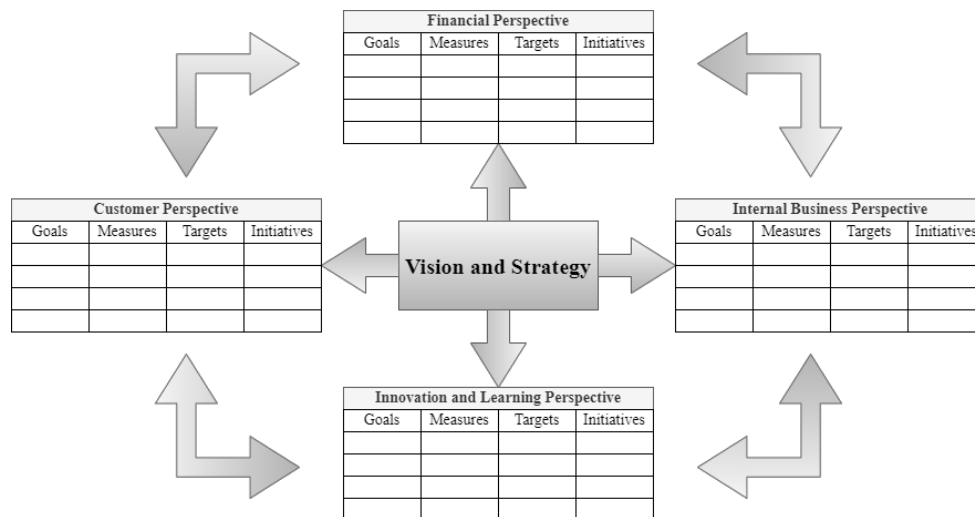 Financial Perspective
Goals Measures Targets Initiatives
Customer Perspective
Goals Measures Targets Initiatives
Vision and Strategy
Internal Business Perspective
Goals Measures Targets Initiatives
Innovation and Learning Perspective
Goals Measures Targets Initiatives